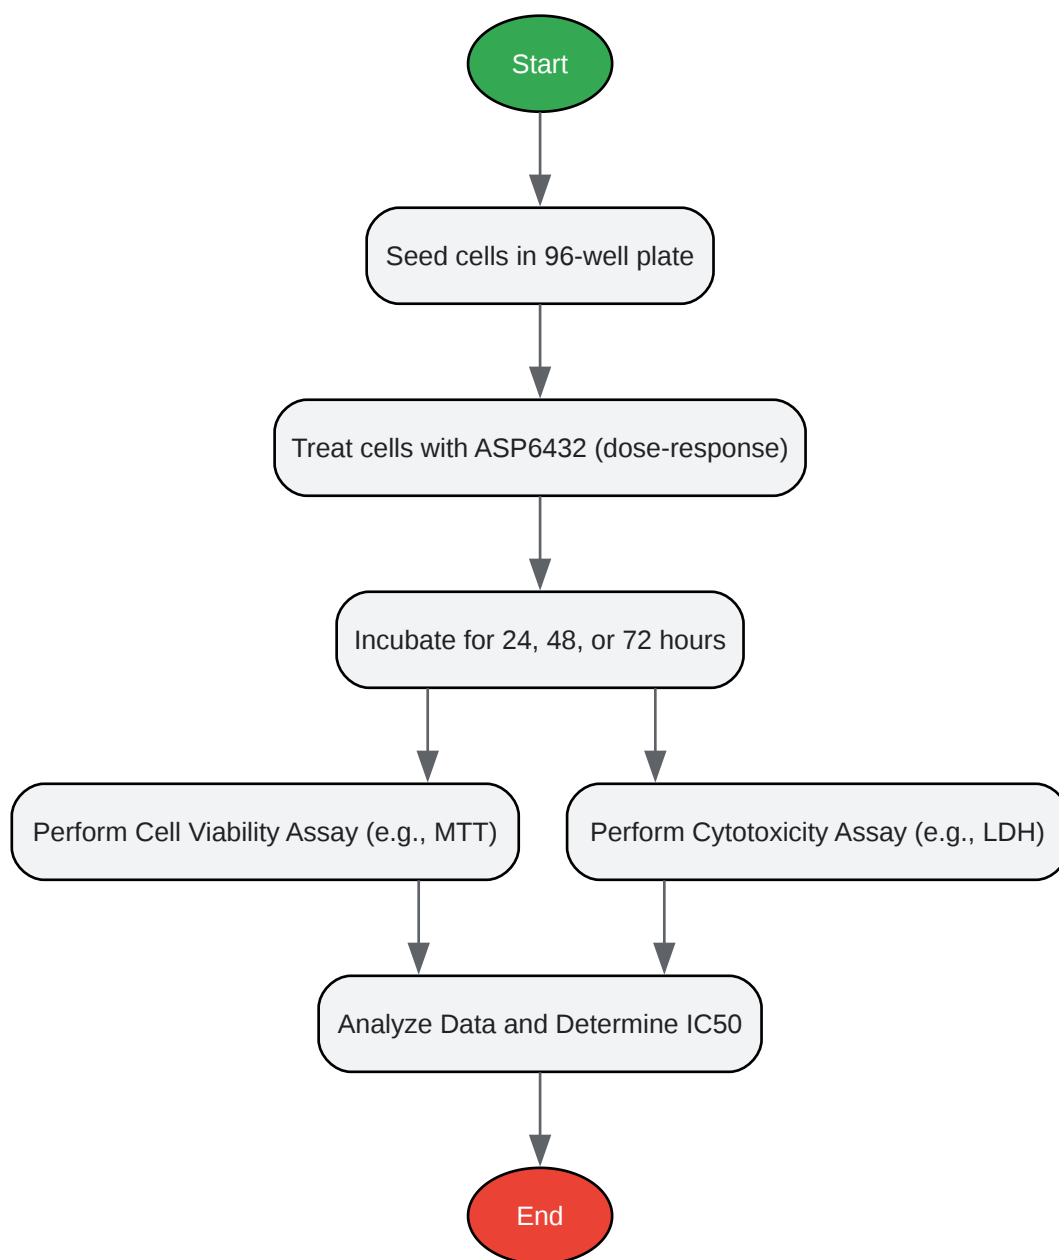 Start
Seed cells in 96-well plate
Treat cells with ASP6432 (dose-response)
Incubate for 24, 48, or 72 hours
Perform Cell Viability Assay (e.g., MTT)
Perform Cytotoxicity Assay (e.g., LDH)
Analyze Data and Determine IC50
End